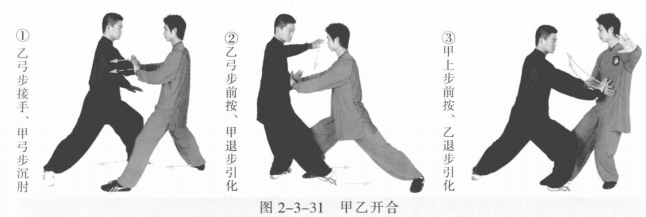 ①乙弓步接手、甲弓步沉肘
②乙弓步前按、甲退步引化
③甲上步前按、乙退步引化
图 2-3-31 甲乙开合